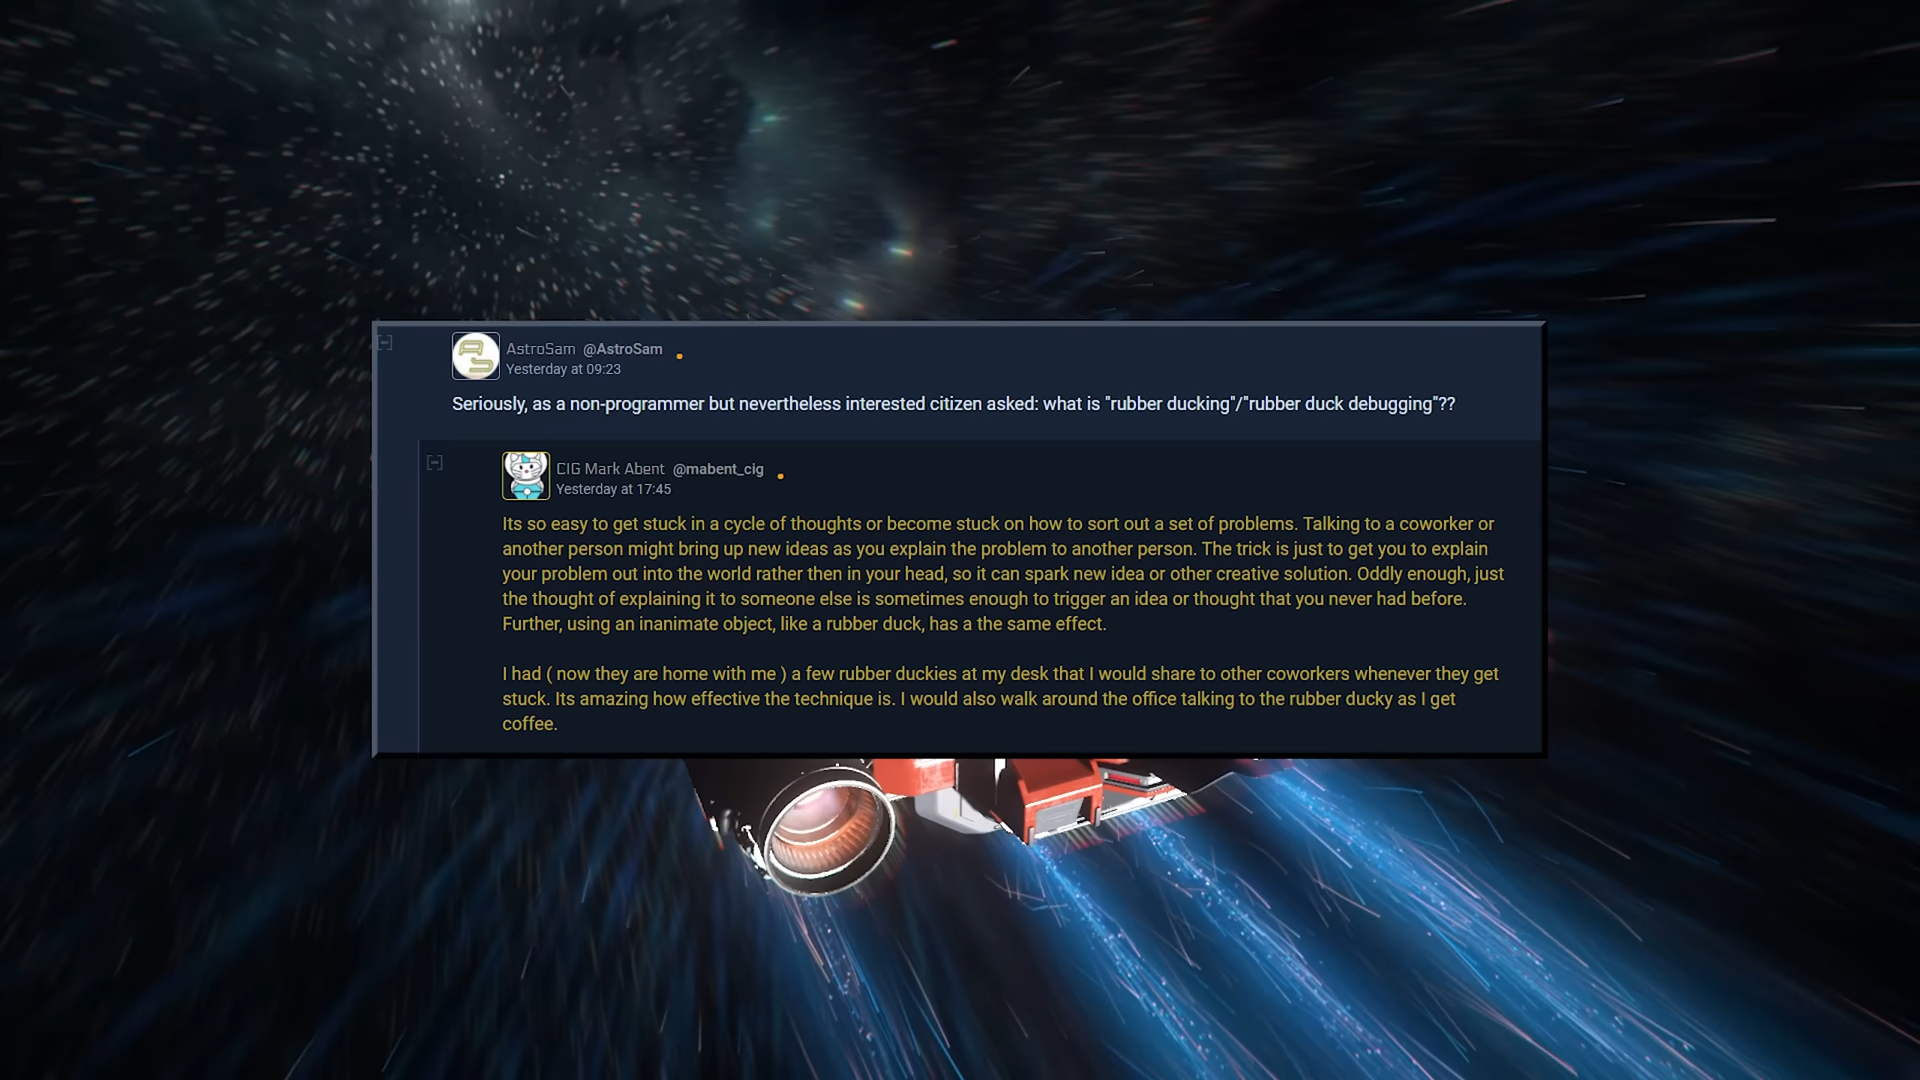 [-]
AstroSam @AstroSam
Yesterday at 09:23
Seriously, as a non-programmer but nevertheless interested citizen asked: what is "rubber ducking"/"rubber duck debugging"??
[-]
CIG Mark Abent @mabent_cig
Yesterday at 17:45
Its so easy to get stuck in a cycle of thoughts or become stuck on how to sort out a set of problems. Talking to a coworker or
another person might bring up new ideas as you explain the problem to another person. The trick is just to get you to explain
your problem out into the world rather then in your head, so it can spark new idea or other creative solution. Oddly enough, just
the thought of explaining it to someone else is sometimes enough to trigger an idea or thought that you never had before.
Further, using an inanimate object, like a rubber duck, has a the same effect.
I had ( now they are home with me ) a few rubber duckies at my desk that I would share to other coworkers whenever they get
stuck. Its amazing how effective the technique is. I would also walk around the office talking to the rubber ducky as I get
coffee.